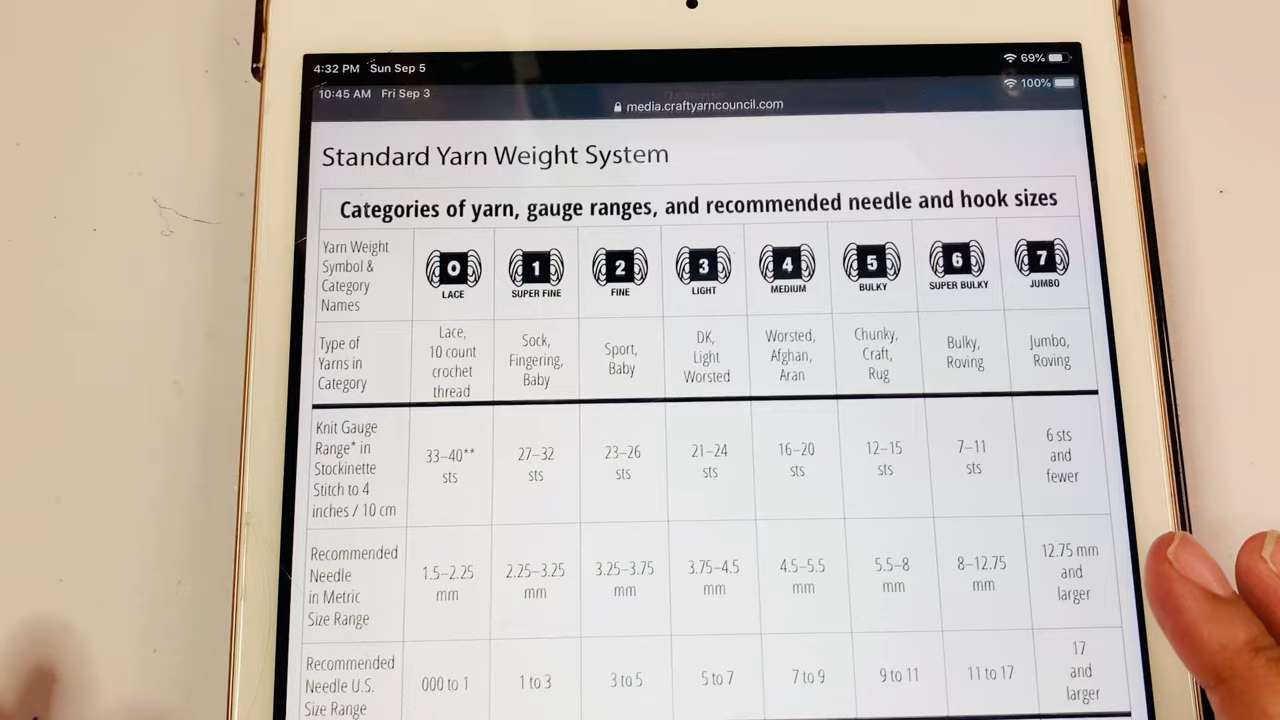 4:32 PM Sun Sep 5
69%
10:45 AM Fri Sep 3
100%
media.craftyarncouncil.com
Standard Yarn Weight System
Categories of yarn, gauge ranges, and recommended needle and hook sizes
Yarn Weight
Symbol &
Category
Names
0
LACE
1
SUPER FINE
2
FINE
3
LIGHT
4
MEDIUM
5
BULKY
6
SUPER BULKY
7
JUMBO
Type of
Yarns in
Category
Lace,
10 count
crochet
thread
Sock,
Fingering,
Baby
Sport,
Baby
DK,
Light
Worsted
Worsted,
Afghan,
Aran
Chunky,
Craft,
Rug
Bulky,
Roving
Jumbo,
Roving
Knit Gauge
Range* in
Stockinette
Stitch to 4
inches / 10 cm
33–40**
sts
27–32
sts
23–26
sts
21–24
sts
16–20
sts
12–15
sts
7–11
sts
6 sts
and
fewer
Recommended
Needle
in Metric
Size Range
1.5–2.25
mm
2.25–3.25
mm
3.25–3.75
mm
3.75–4.5
mm
4.5–5.5
mm
5.5–8
mm
8–12.75
mm
12.75 mm
and
larger
Recommended
Needle U.S.
Size Range
000 to 1
1 to 3
3 to 5
5 to 7
7 to 9
9 to 11
11 to 17
17
and
larger